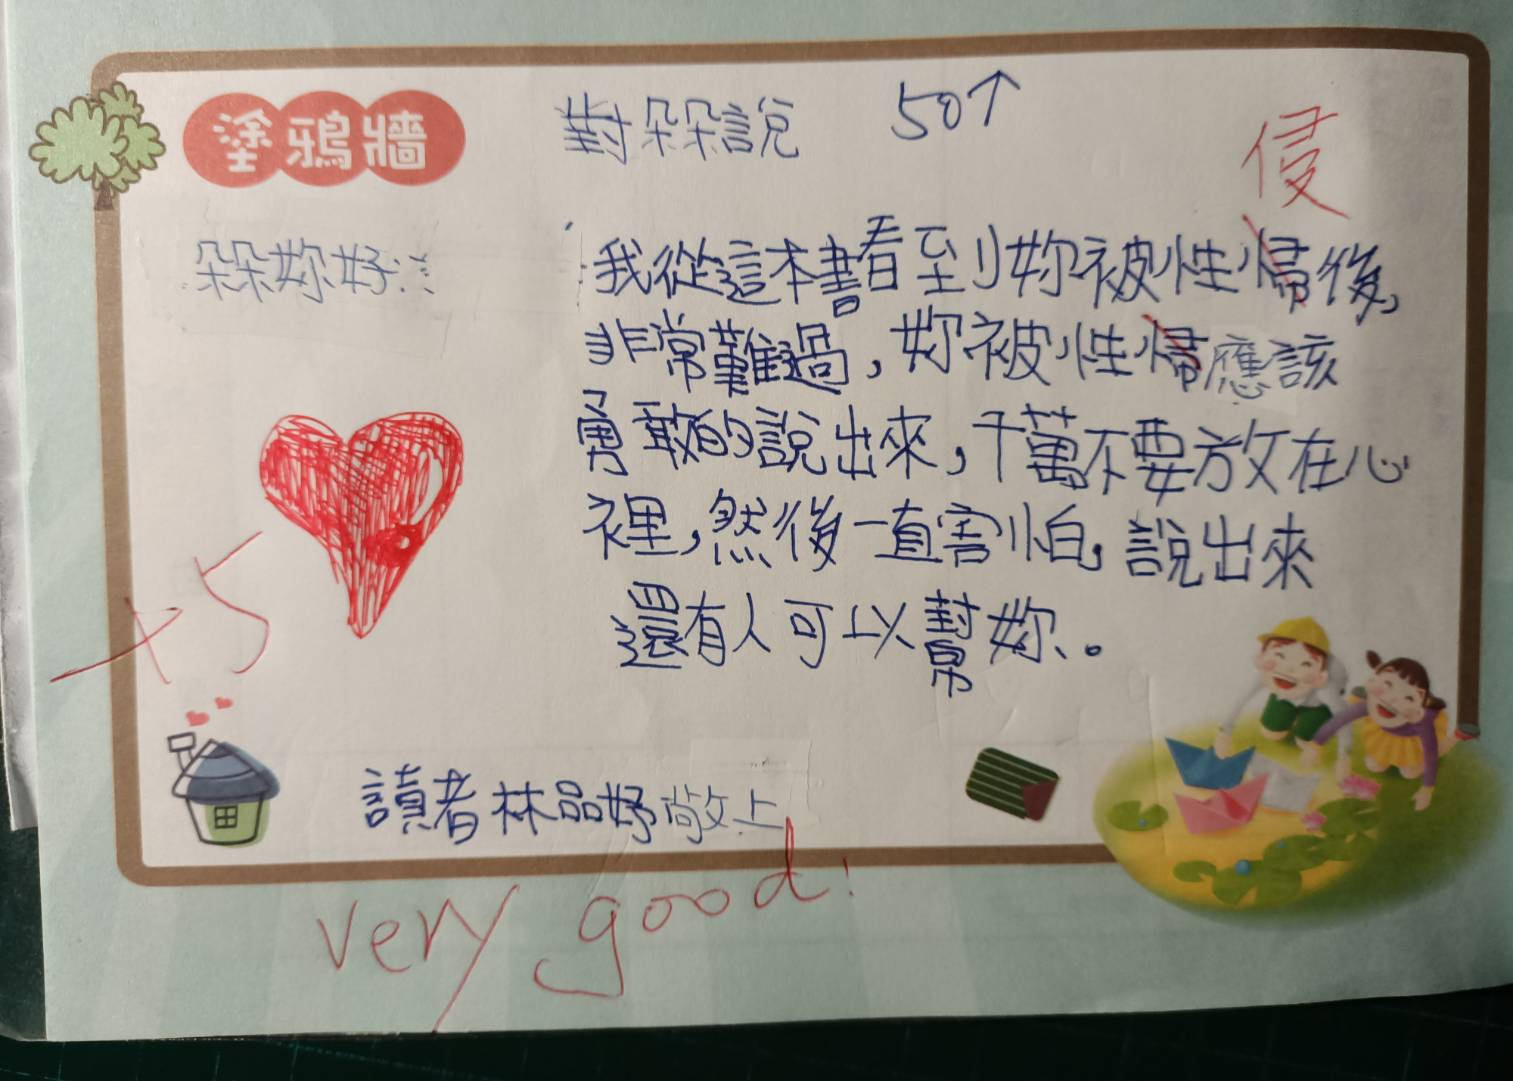 塗鴉牆
對朵朵說 50↑
侵
朵朵妳好:
我從這本書看到妳被性帰後,
非常難過,妳被性帰應該
勇敢的說出來,千萬不要放在心
裡,然後一直害怕,說出來
還有人可以幫妳。
+5
讀者林品妤敬上
very good!